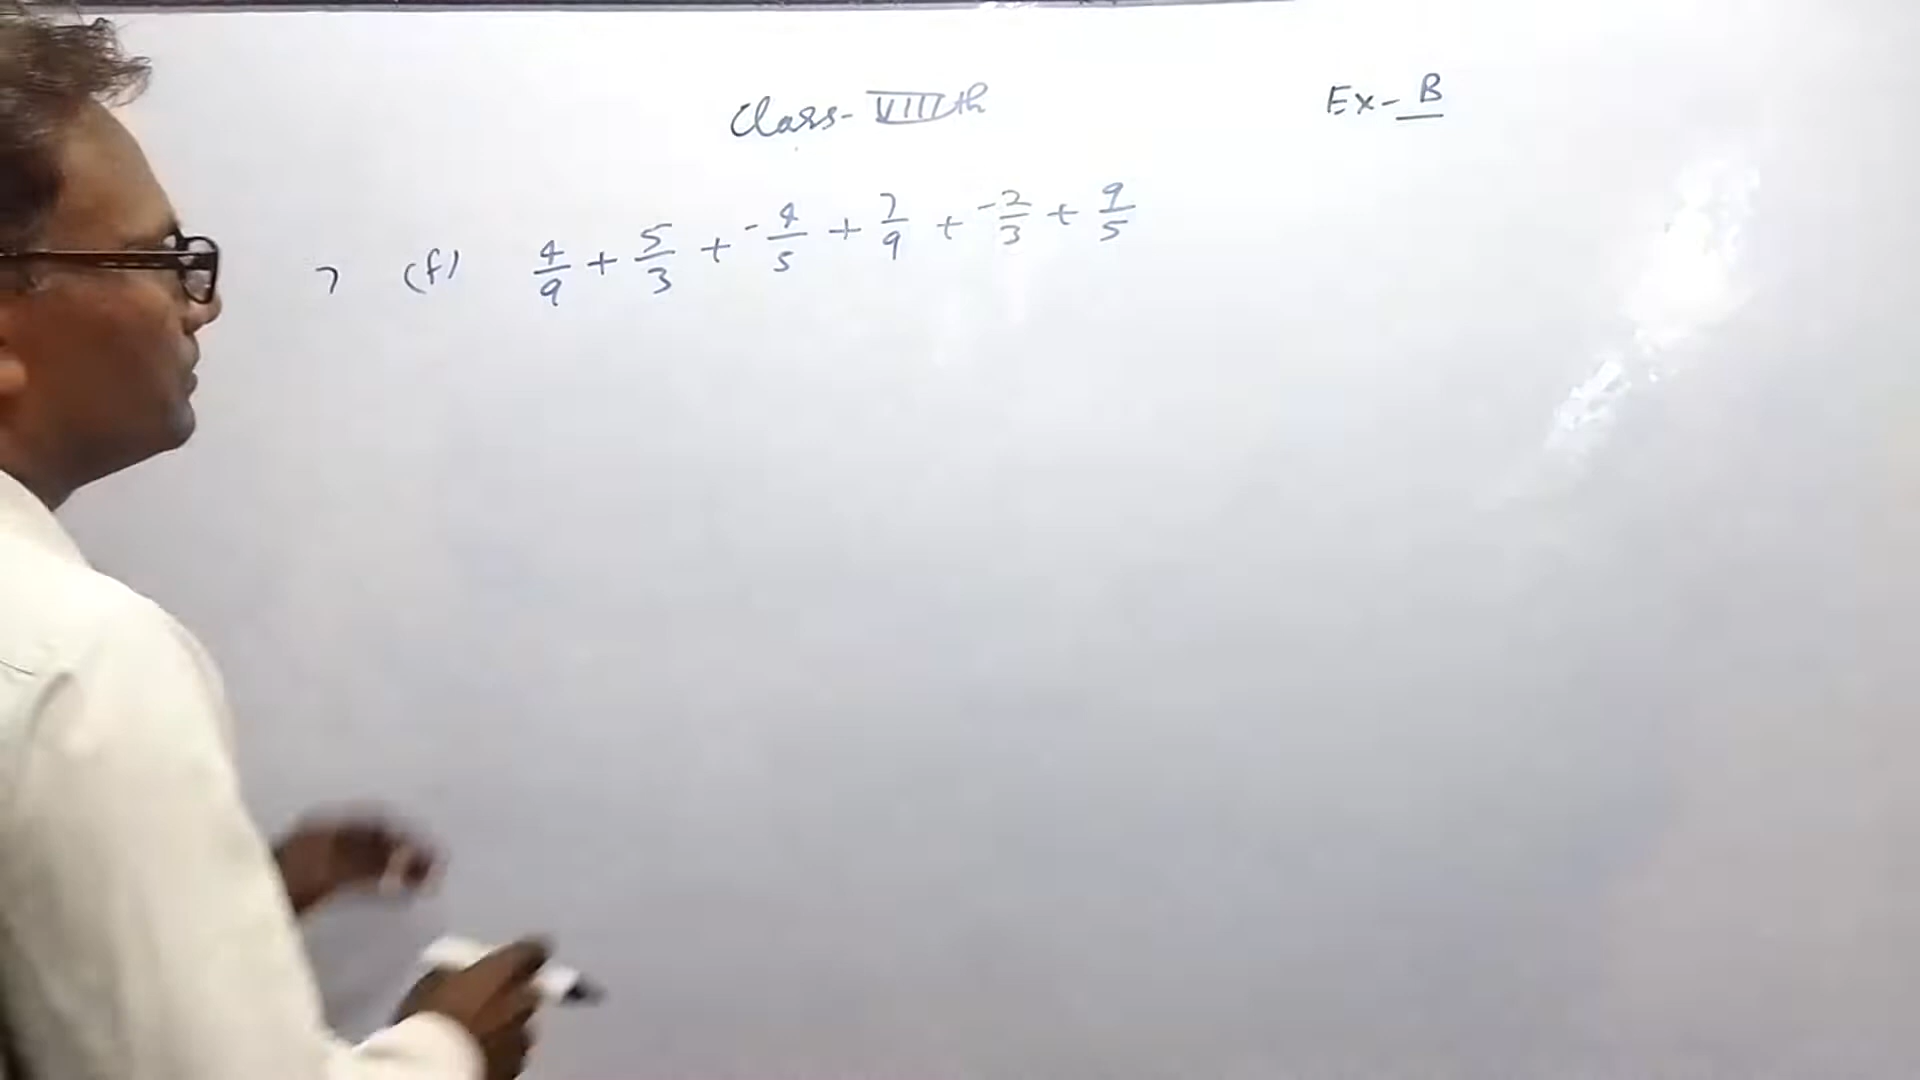 Class-VIIIth
Ex-B
7 (f) 4/9 + 5/3 + -4/5 + 7/9 + -2/3 + 9/5